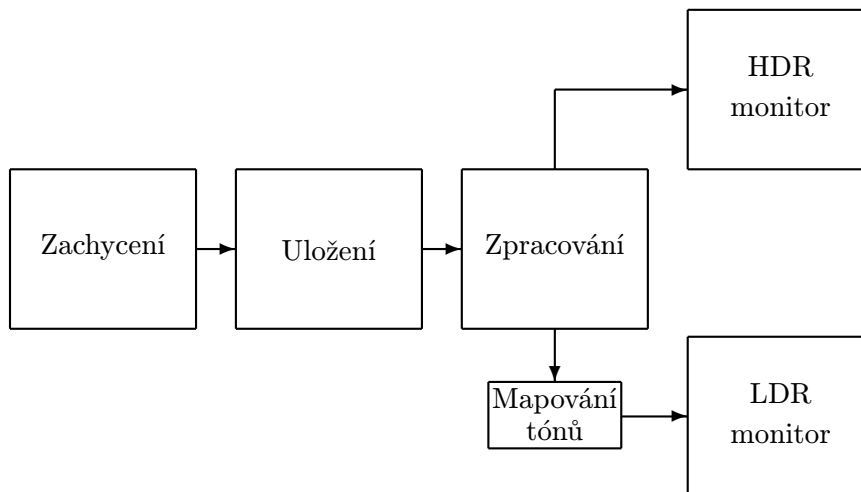 HDR
monitor
Zachycení
Uložení
Zpracování
Mapování
tónů
LDR
monitor